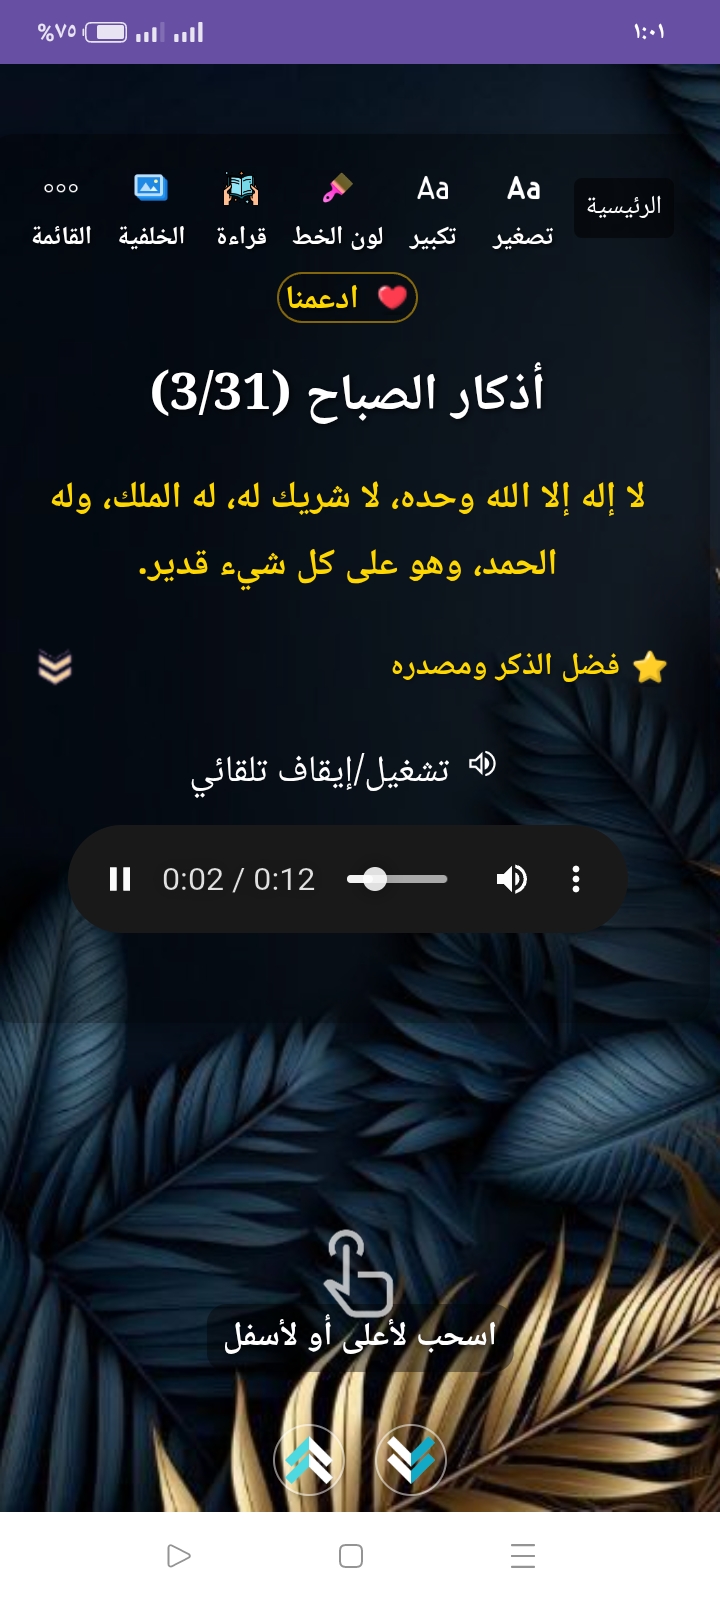 ١:٠١ %٧٥
الرئيسية
Aa تصغير
Aa تكبير
لون الخط
قراءة
الخلفية
القائمة
ادعمنا
أذكار الصباح (3/31)
لا إله إلا الله وحده، لا شريك له، له الملك، وله
الحمد، وهو على كل شيء قدير.
فضل الذكر ومصدره
تشغيل/إيقاف تلقائي
0:02 / 0:12
اسحب لأعلى أو لأسفل